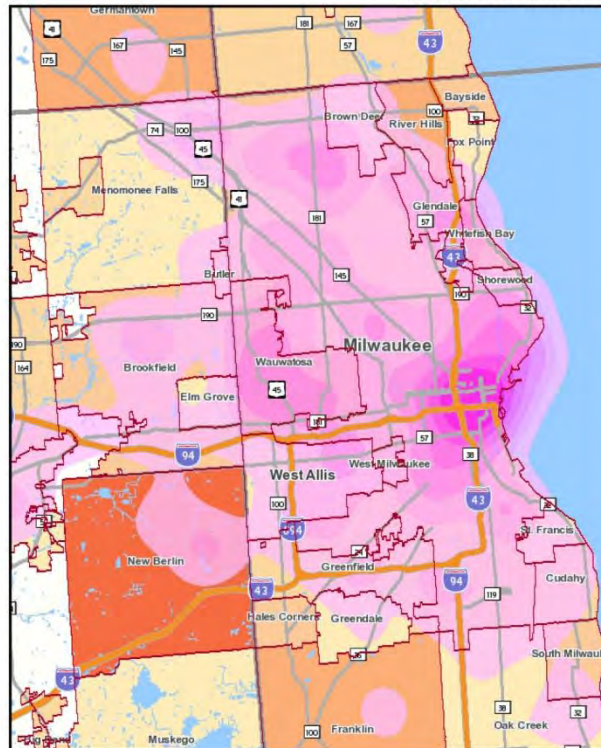 Germantown
41
181
167
57
43
167
145
175
Bayside
100
Brown Deer
River Hills
32
74
100
Fox Point
45
175
Menomonee Falls
41
Glendale
57
181
Whitefish Bay
43
Butler
145
Shorewood
190
32
190
190
Milwaukee
164
Wauwatosa
Brookfield
45
Elm Grove
181
57
94
38
West Milwaukee
West Allis
100
43
32
St. Francis
94
24
New Berlin
Greenfield
43
94
Cudahy
119
Hales Corners
Greendale
36
South Milwau
43
38
32
100
Franklin
Oak Creek
Muskego